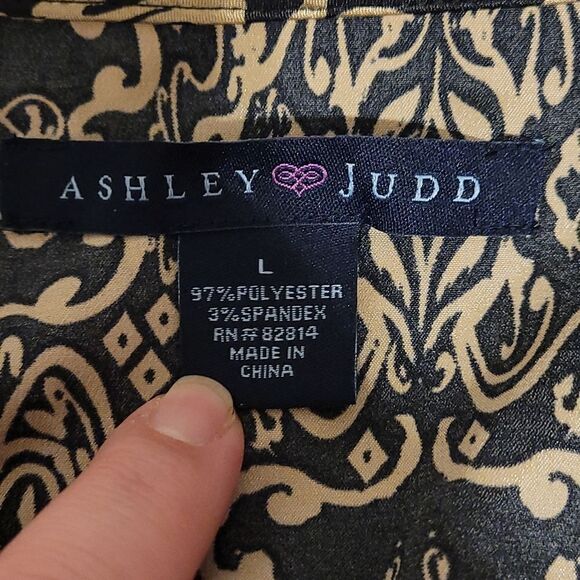 ASHLEY JUDD
L
97%POLYESTER
3%SPANDEX
RN#82814
MADE IN
CHINA